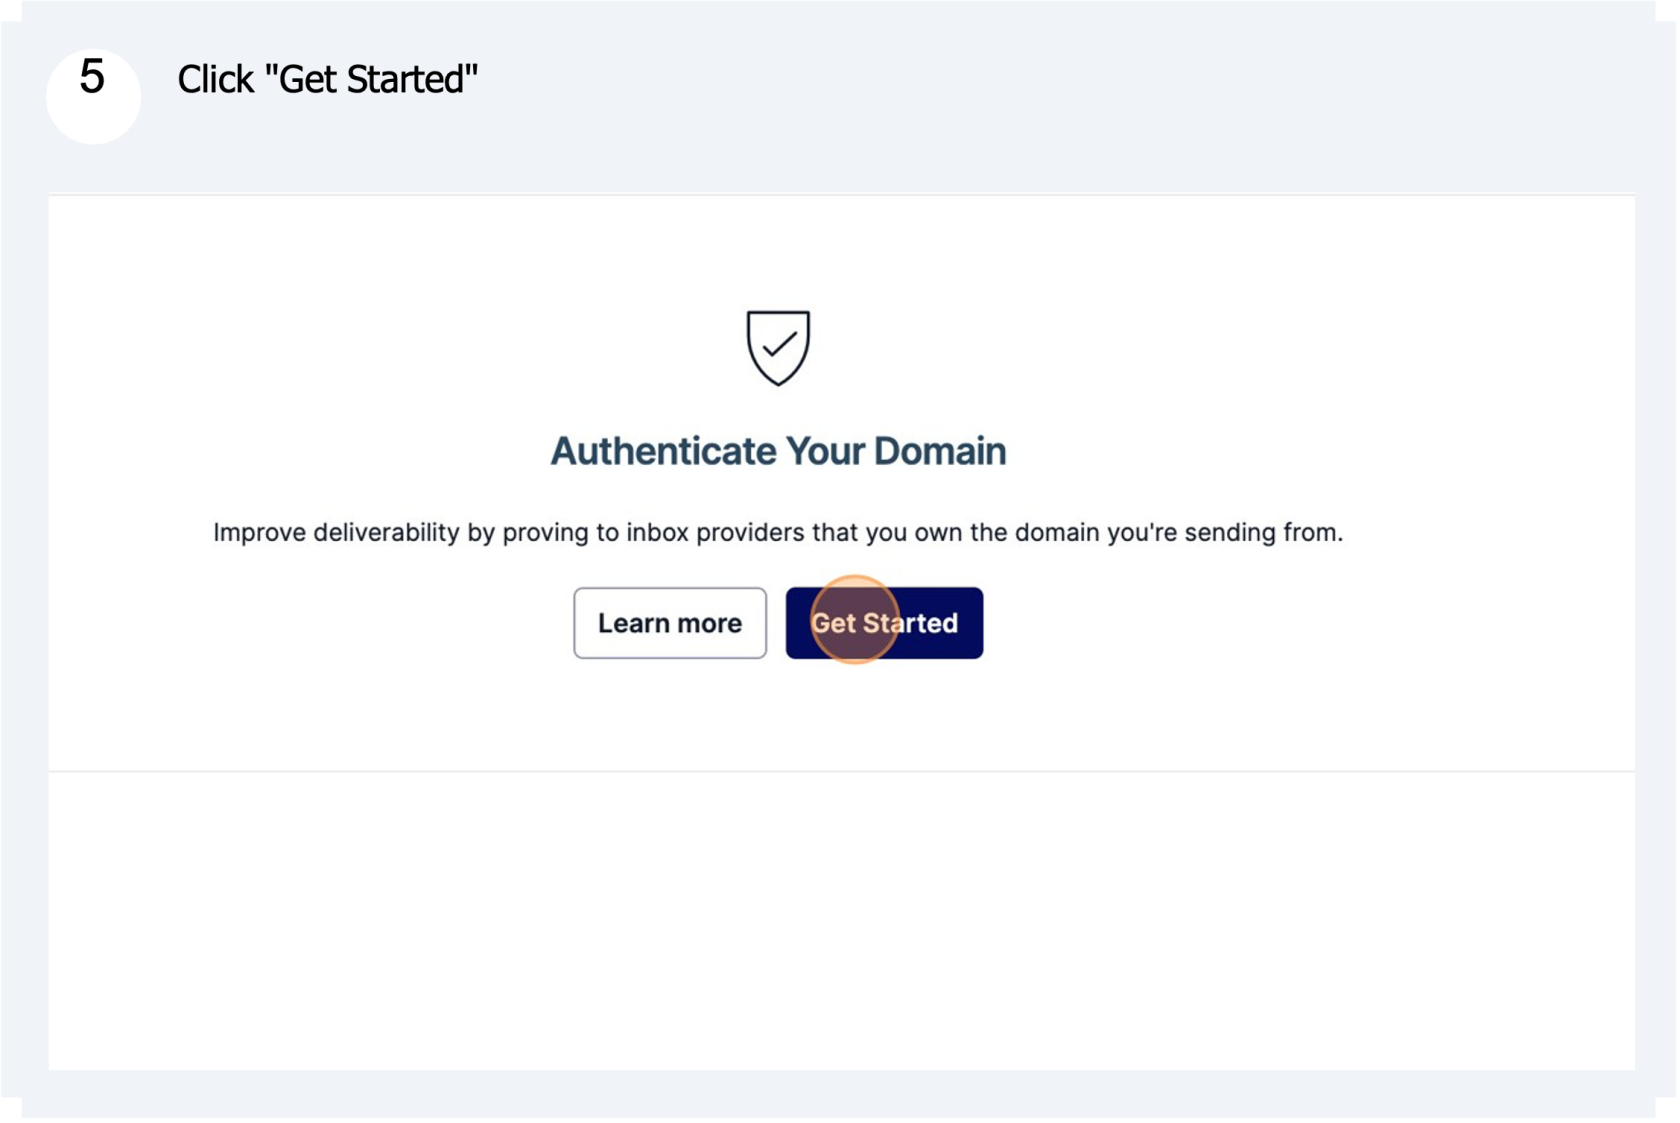 5
Click "Get Started"
Authenticate Your Domain
Improve deliverability by proving to inbox providers that you own the domain you're sending from.
Learn more
Get Started